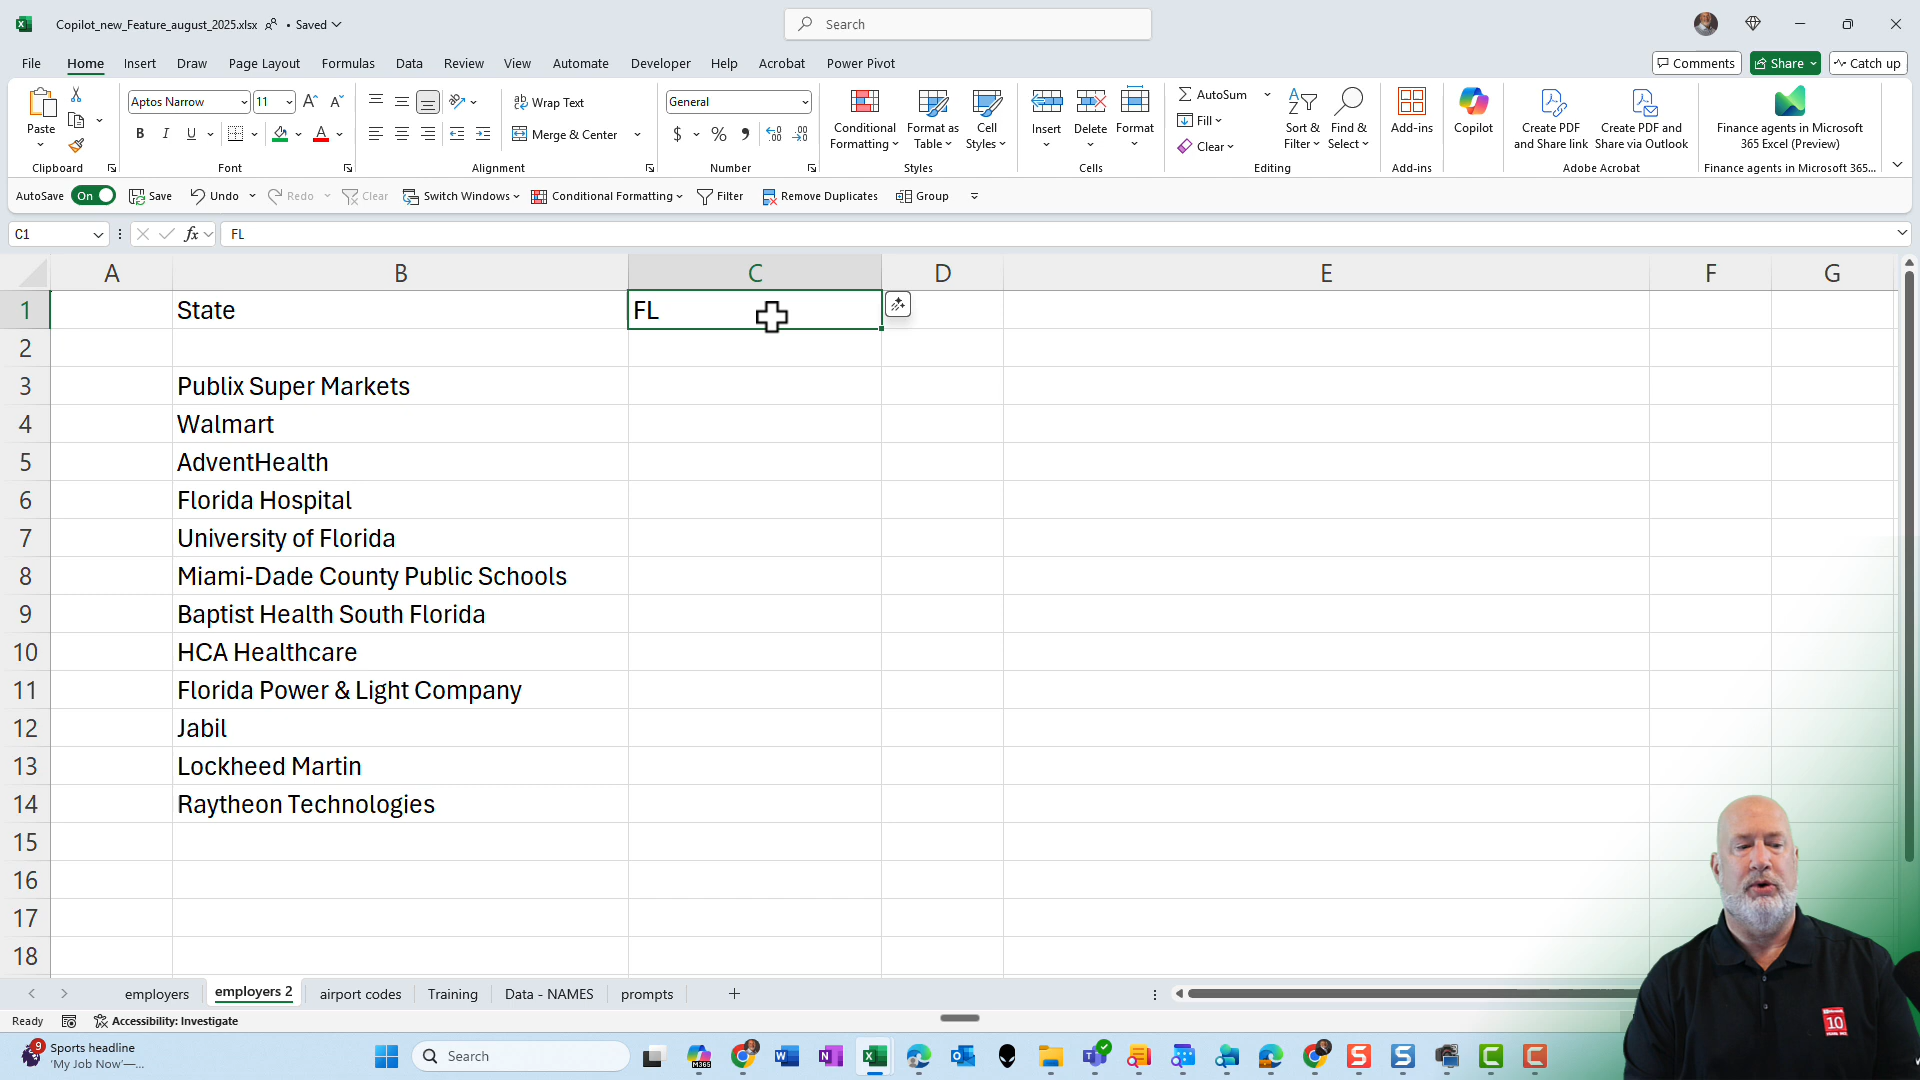 Copilot_new_Feature_august_2025.xlsx • Saved
Search
File Home Insert Draw Page Layout Formulas Data Review View Automate Developer Help Acrobat Power Pivot
Comments Share Catch up
Paste
Clipboard
Aptos Narrow 11
B I U A
Font
Wrap Text
Merge & Center
Alignment
General
$ % 9
Number
Conditional Formatting
Format as Table
Cell Styles
Styles
Insert Delete Format
Cells
AutoSum
Fill
Clear
Sort & Filter
Find & Select
Editing
Add-ins
Add-ins
Copilot
Create PDF and Share link
Create PDF and Share via Outlook
Adobe Acrobat
Finance agents in Microsoft 365 Excel (Preview)
Finance agents in Microsoft 365...
AutoSave On Save Undo Redo Clear Switch Windows Conditional Formatting Filter Remove Duplicates Group
C1 fx FL
A B C D E F G
1 State FL
2
3 Publix Super Markets
4 Walmart
5 AdventHealth
6 Florida Hospital
7 University of Florida
8 Miami-Dade County Public Schools
9 Baptist Health South Florida
10 HCA Healthcare
11 Florida Power & Light Company
12 Jabil
13 Lockheed Martin
14 Raytheon Technologies
15
16
17
18
employers employers 2 airport codes Training Data - NAMES prompts
Ready Accessibility: Investigate
9 Sports headline
'My Job Now'—...
Search
M365
10